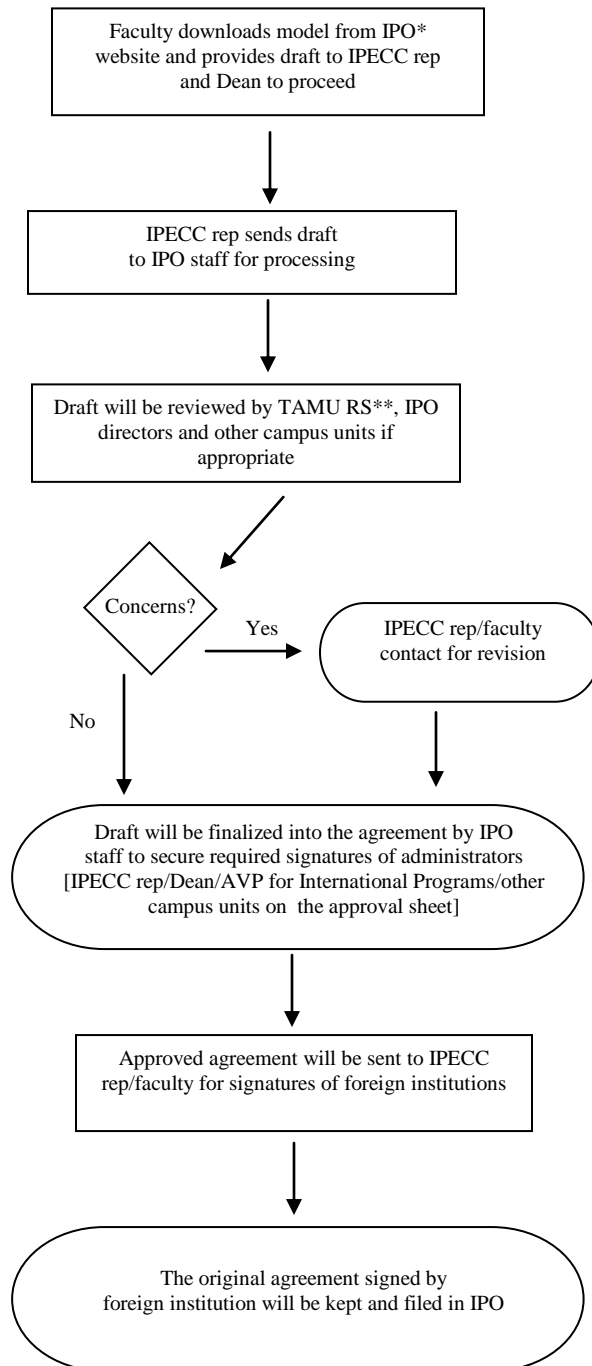 Faculty downloads model from IPO*
website and provides draft to IPECC rep
and Dean to proceed
IPECC rep sends draft
to IPO staff for processing
Draft will be reviewed by TAMU RS**, IPO
directors and other campus units if
appropriate
Concerns?
Yes
IPECC rep/faculty
contact for revision
No
Draft will be finalized into the agreement by IPO
staff to secure required signatures of administrators
[IPECC rep/Dean/AVP for International Programs/other
campus units on the approval sheet]
Approved agreement will be sent to IPECC
rep/faculty for signatures of foreign institutions
The original agreement signed by
foreign institution will be kept and filed in IPO